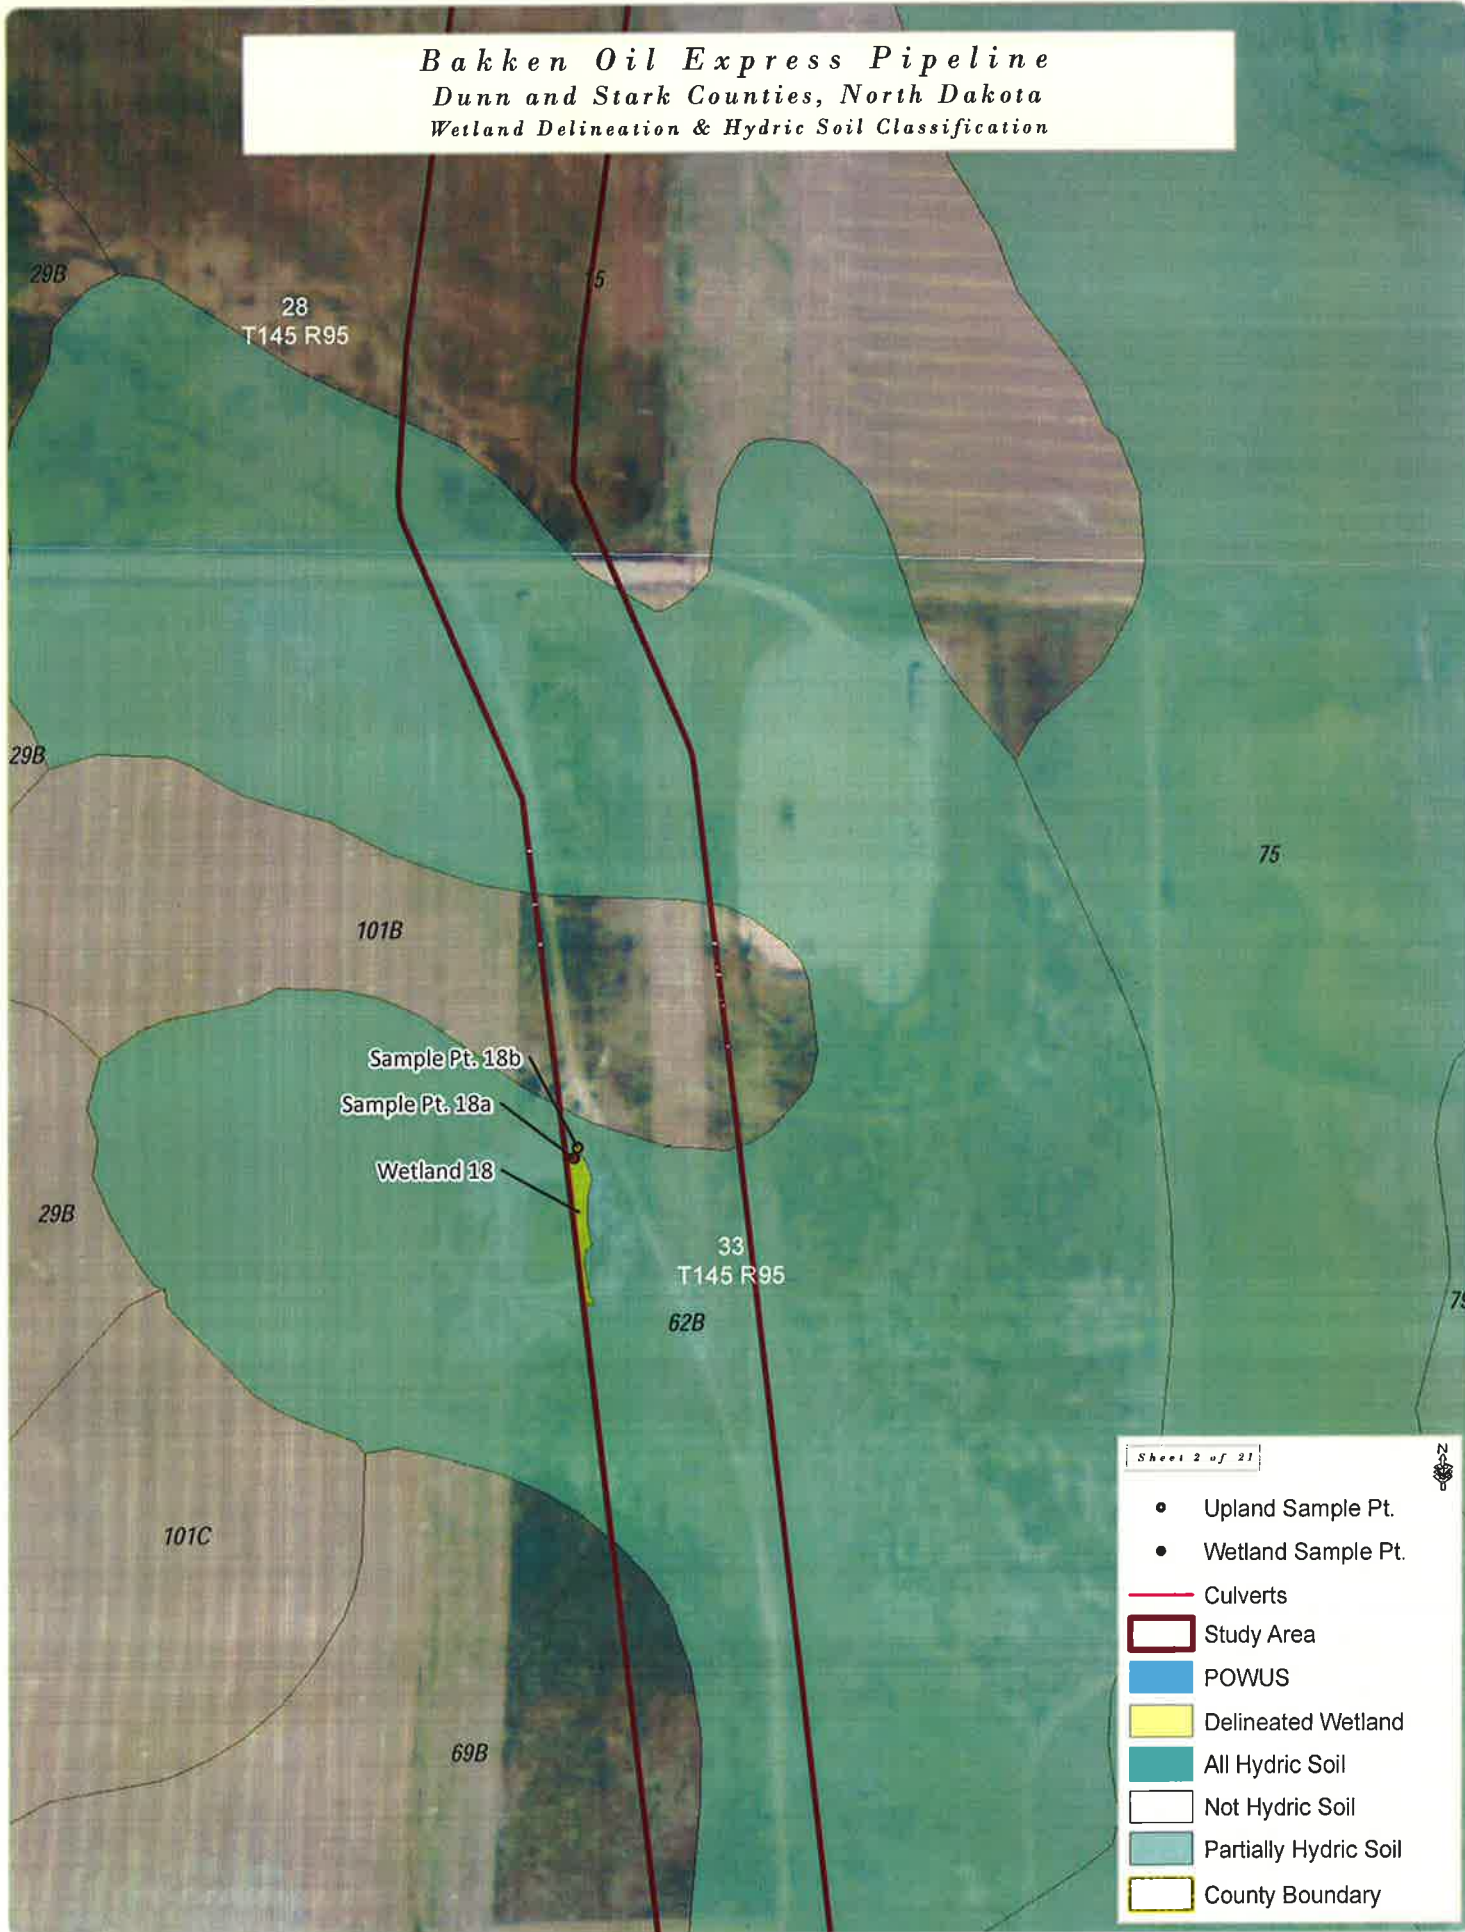 Bakken Oil Express Pipeline
Dunn and Stark Counties, North Dakota
Wetland Delineation & Hydric Soil Classification
29B
28
T145 R95
29B
75
101B
Sample Pt. 18b
Sample Pt. 18a
Wetland 18
29B
33
T145 R95
62B
101C
69B
Sheet 2 of 21
N
Upland Sample Pt.
Wetland Sample Pt.
Culverts
Study Area
POWUS
Delineated Wetland
All Hydric Soil
Not Hydric Soil
Partially Hydric Soil
County Boundary